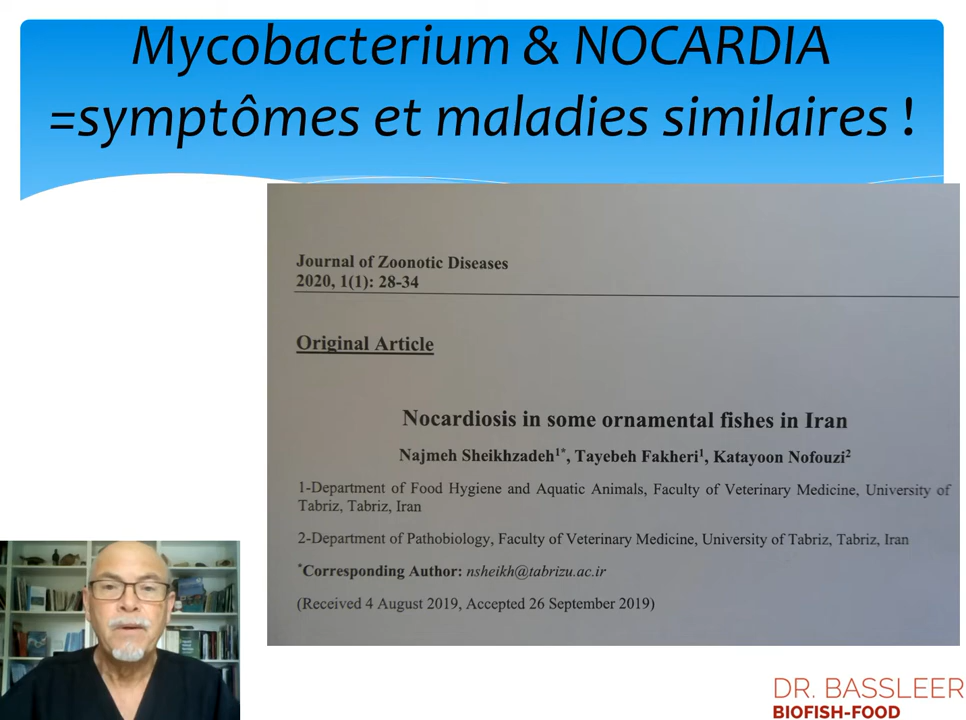 Mycobacterium & NOCARDIA
=symptômes et maladies similaires !
Journal of Zoonotic Diseases
2020, 1(1): 28-34
Original Article
Nocardiosis in some ornamental fishes in Iran
Najmeh Sheikhzadeh¹*, Tayebeh Fakheri¹, Katayoon Nofouzi²
1-Department of Food Hygiene and Aquatic Animals, Faculty of Veterinary Medicine, University of
Tabriz, Tabriz, Iran
2-Department of Pathobiology, Faculty of Veterinary Medicine, University of Tabriz, Tabriz, Iran
*Corresponding Author: nsheikh@tabrizu.ac.ir
(Received 4 August 2019, Accepted 26 September 2019)
DR. BASSLEER
BIOFISH-FOOD